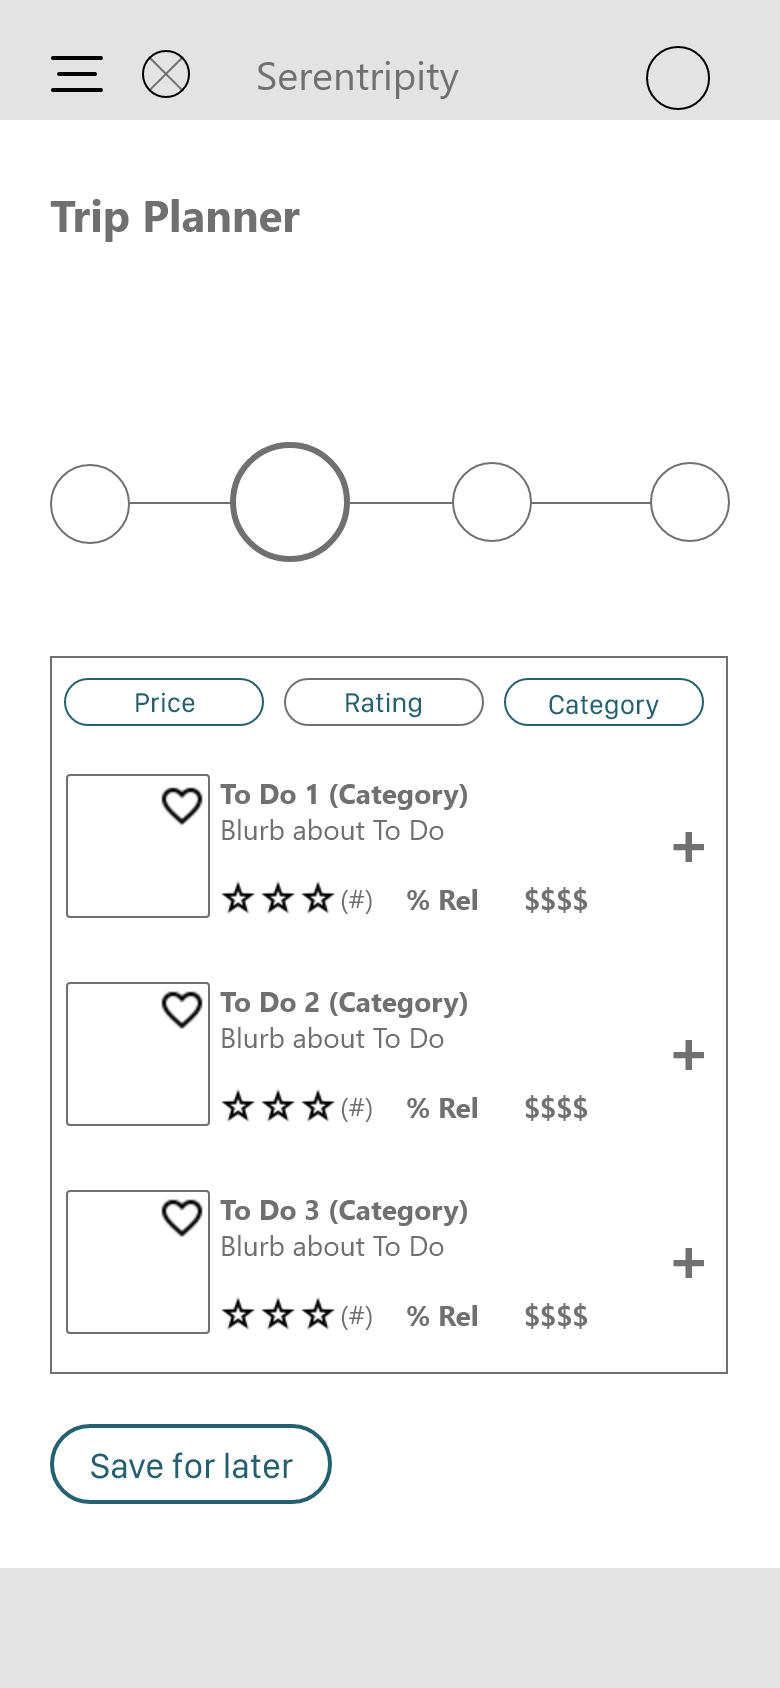 Serentripity
Trip Planner
Price Rating Category
To Do 1 (Category)
Blurb about To Do
(#) % Rel $$$$
+
To Do 2 (Category)
Blurb about To Do
(#) % Rel $$$$
+
To Do 3 (Category)
Blurb about To Do
(#) % Rel $$$$
+
Save for later